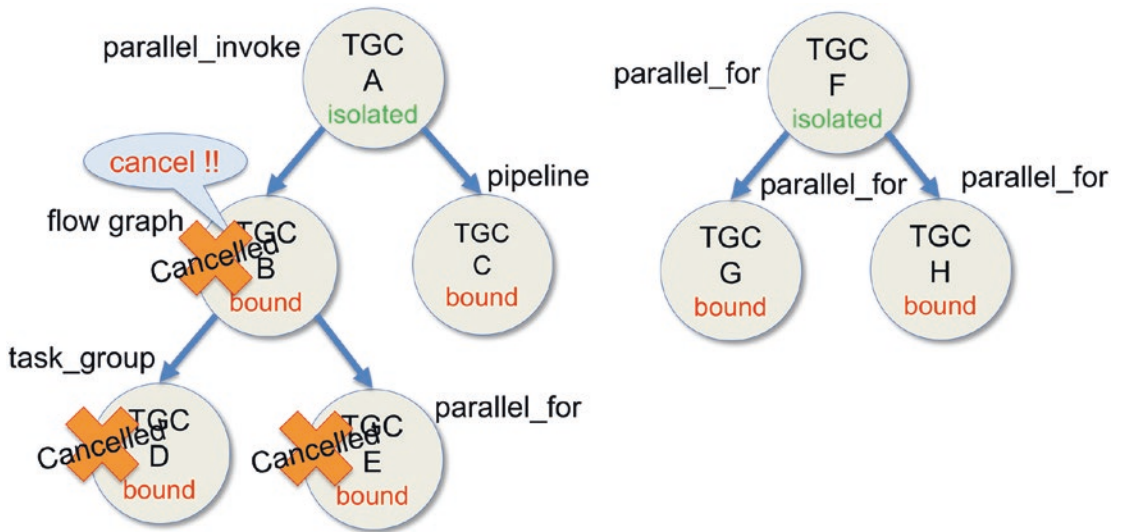 parallel_invoke
TGC
A
isolated
cancel !!
flow graph
TGC
Cancelled
B
bound
pipeline
TGC
C
bound
task_group
TGC
Cancelled
D
bound
TGC
Cancelled
E
bound
parallel_for
parallel_for
TGC
F
isolated
parallel_for
TGC
G
bound
parallel_for
TGC
H
bound